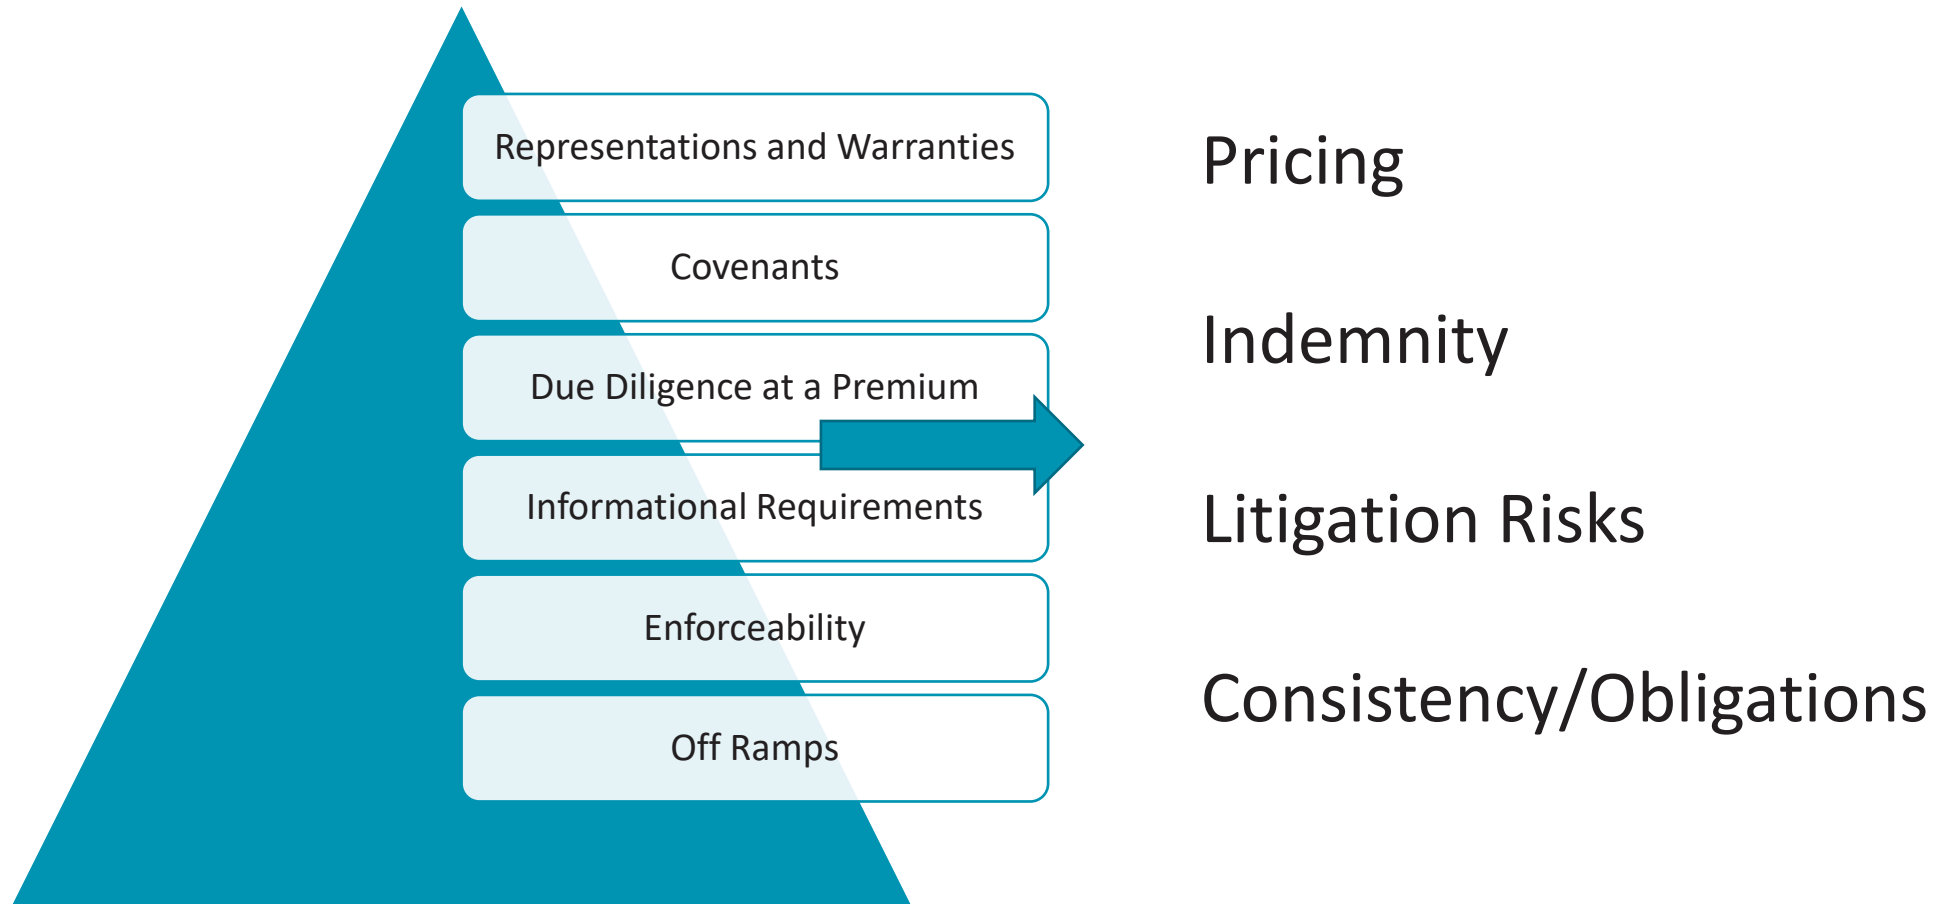 Representations and Warranties
Covenants
Due Diligence at a Premium
Informational Requirements
Enforceability
Off Ramps
Pricing
Indemnity
Litigation Risks
Consistency/Obligations